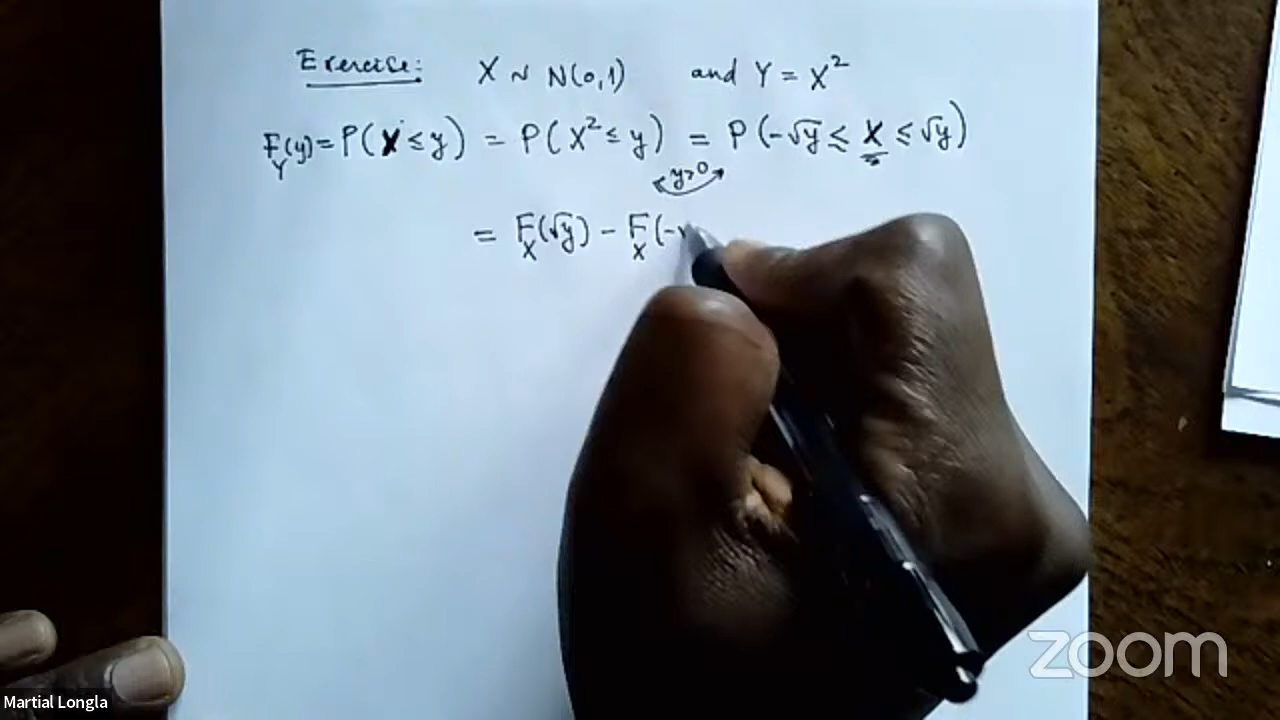 Exercise: X ~ N(0,1) and Y = X²
F_Y(y) = P(X ≤ y) = P(X² ≤ y) = P(-√y ≤ X ≤ √y)
y>0
= F_X(√y) - F_X(-√
zoom
Martial Longla